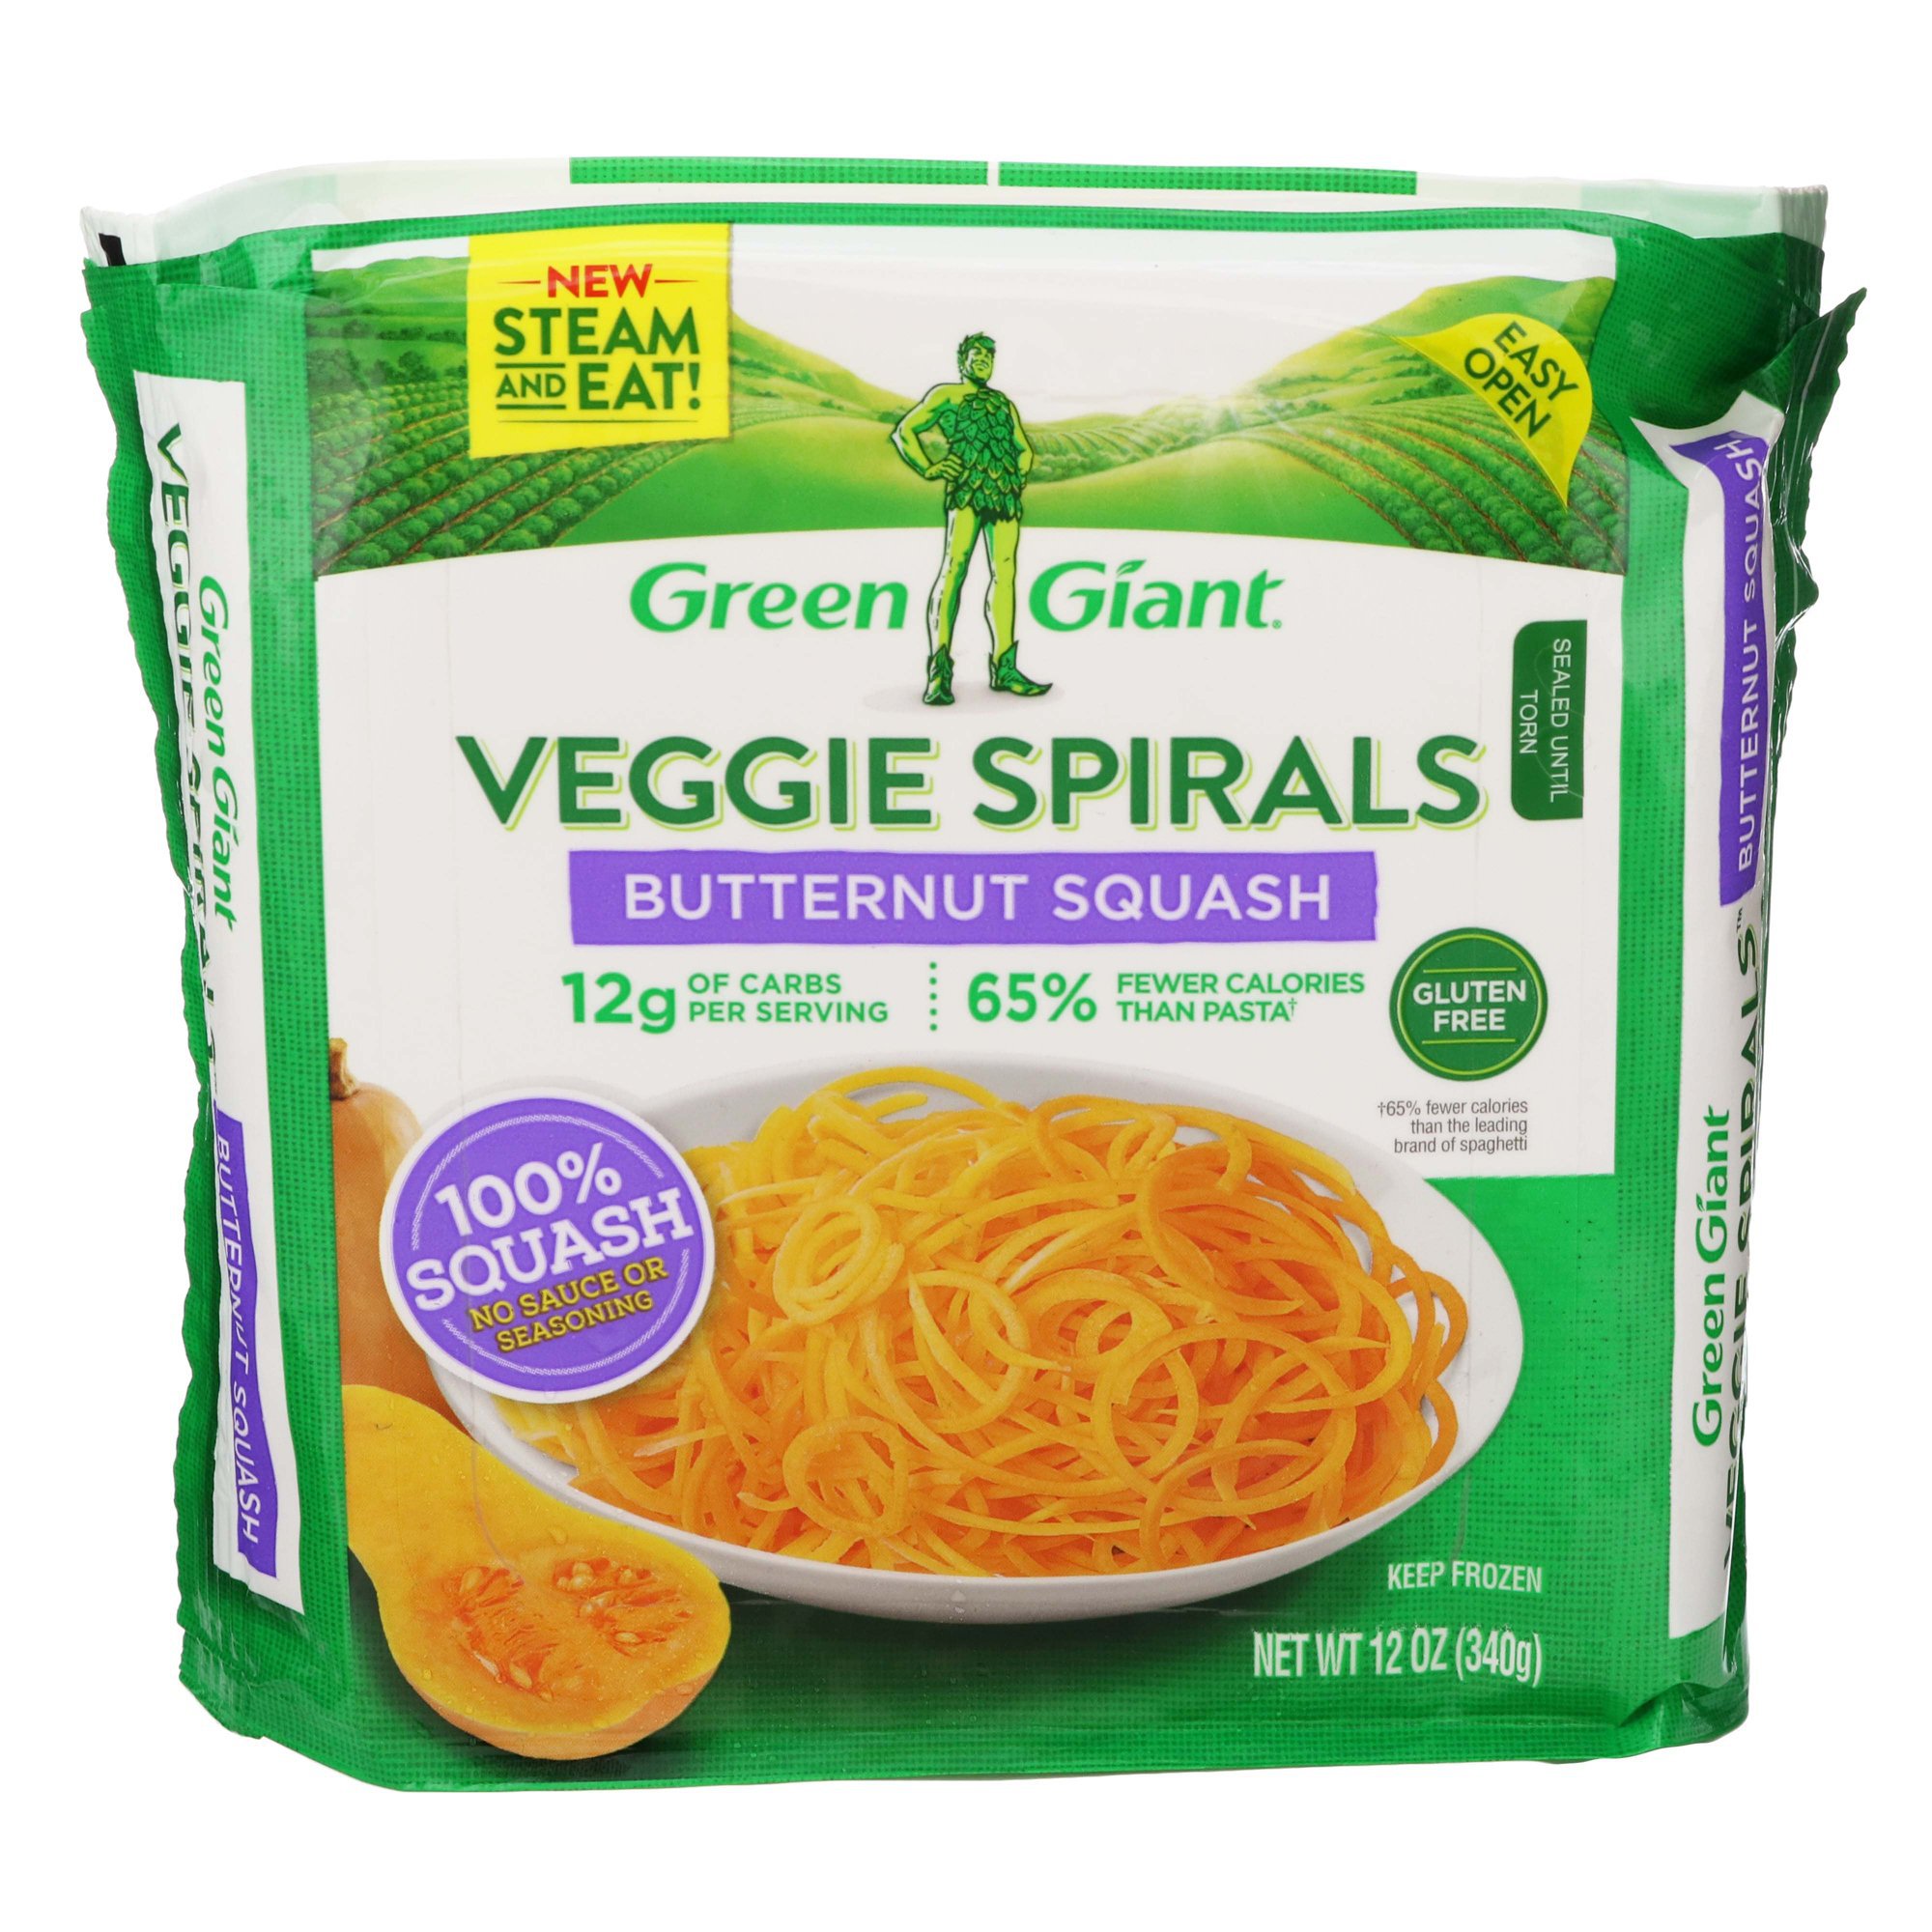 NEW
STEAM
AND EAT!
EASY
OPEN
Green Giant®
SEALED UNTIL
TORN
VEGGIE SPIRALS
BUTTERNUT SQUASH
12g OF CARBS
PER SERVING
65% FEWER CALORIES
THAN PASTA†
GLUTEN
FREE
†65% fewer calories
than the leading
brand of spaghetti
100%
SQUASH
NO SAUCE OR
SEASONING
KEEP FROZEN
NET WT 12 OZ (340g)
Green Giant
VEGGIE SPIRALS
BUTTERNUT SQUASH
Green Giant
VEGGIE SPIRALS™
BUTTERNUT SQUASH